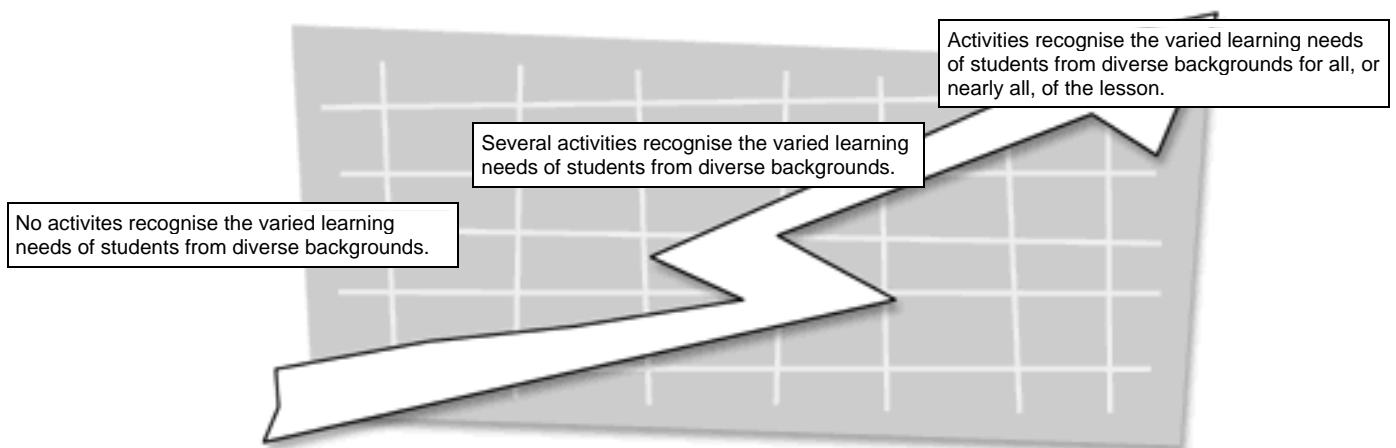 No activites recognise the varied learning
needs of students from diverse backgrounds.
Several activities recognise the varied learning
needs of students from diverse backgrounds.
Activities recognise the varied learning needs
of students from diverse backgrounds for all, or
nearly all, of the lesson.